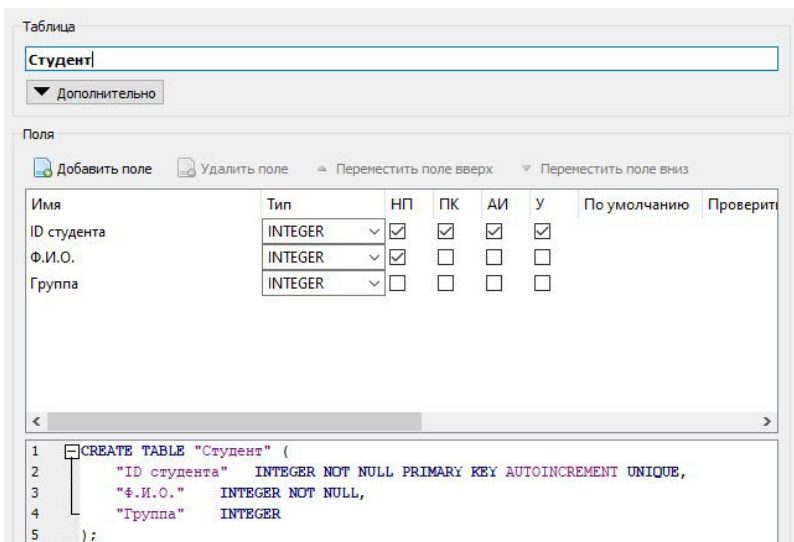 Таблица
Студент
Дополнительно
Поля
Добавить поле Удалить поле Переместить поле вверх Переместить поле вниз
Имя Тип НП ПК АИ У По умолчанию Проверить
ID студента INTEGER
Ф.И.О. INTEGER
Группа INTEGER
1 CREATE TABLE "Студент" (
2 "ID студента" INTEGER NOT NULL PRIMARY KEY AUTOINCREMENT UNIQUE,
3 "Ф.И.О." INTEGER NOT NULL,
4 "Группа" INTEGER
5 );